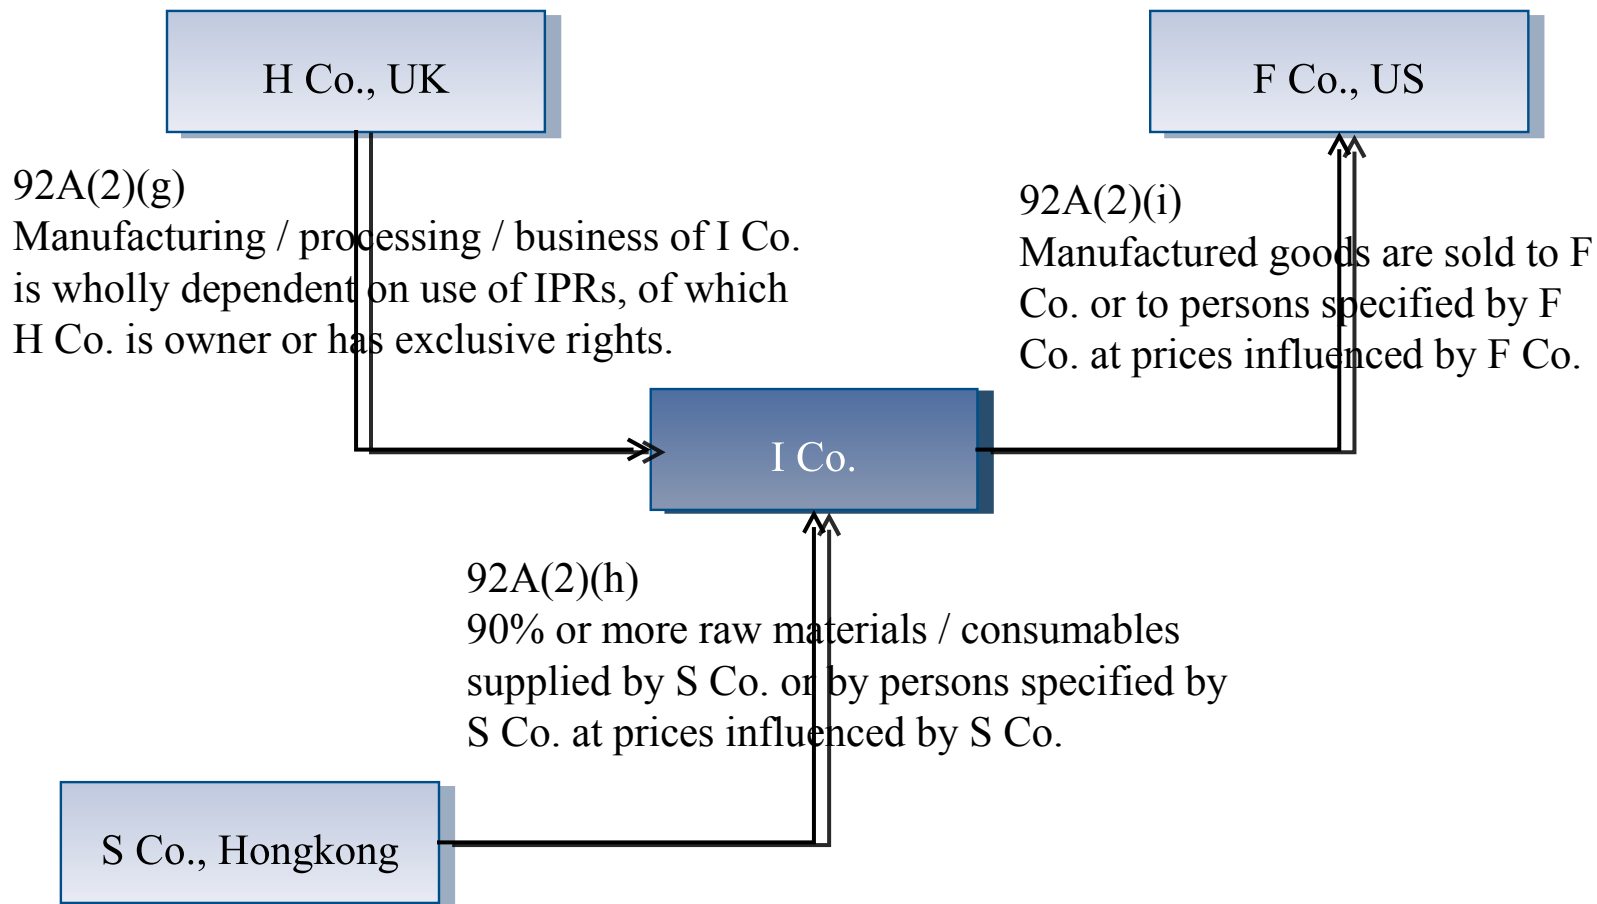 H Co., UK
F Co., US
92A(2)(g)
Manufacturing / processing / business of I Co.
is wholly dependent on use of IPRs, of which
H Co. is owner or has exclusive rights.
92A(2)(i)
Manufactured goods are sold to F
Co. or to persons specified by F
Co. at prices influenced by F Co.
I Co.
92A(2)(h)
90% or more raw materials / consumables
supplied by S Co. or by persons specified by
S Co. at prices influenced by S Co.
S Co., Hongkong